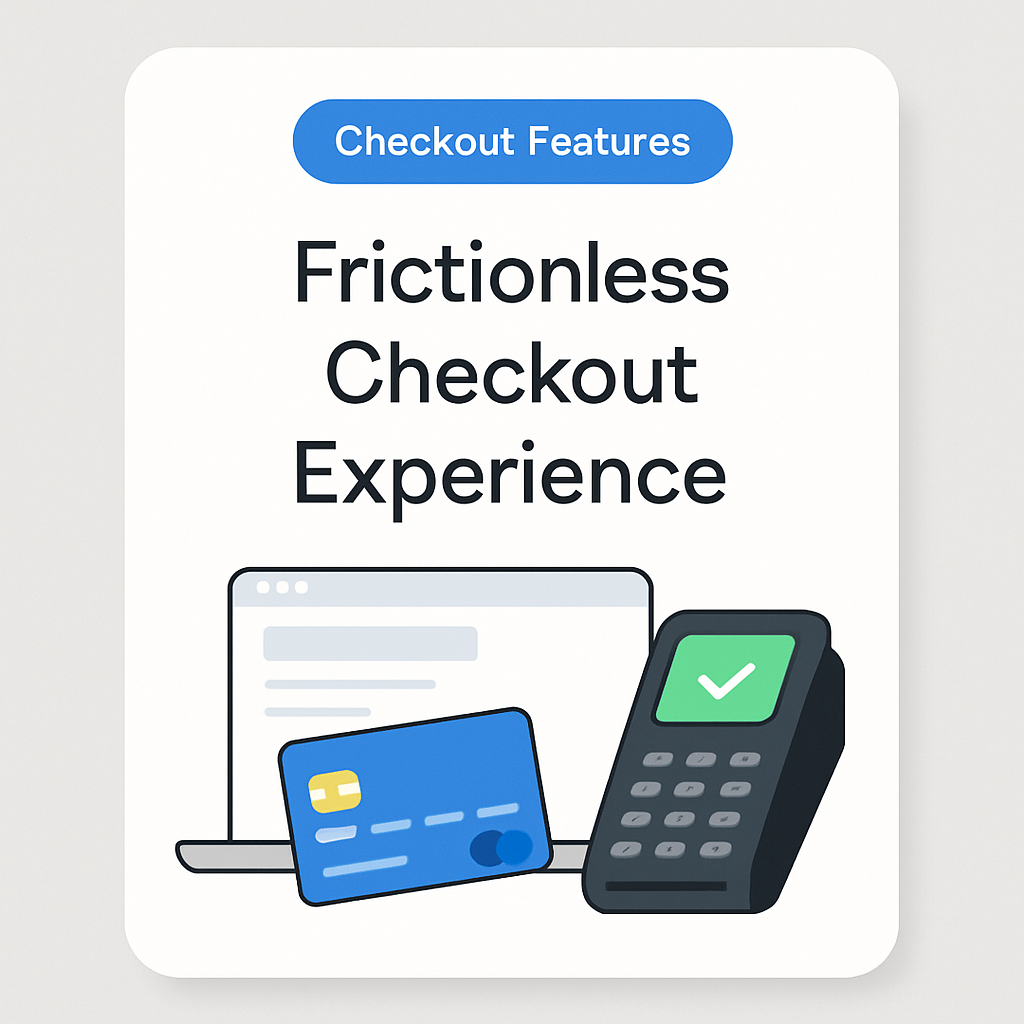 Checkout Features
Frictionless
Checkout
Experience